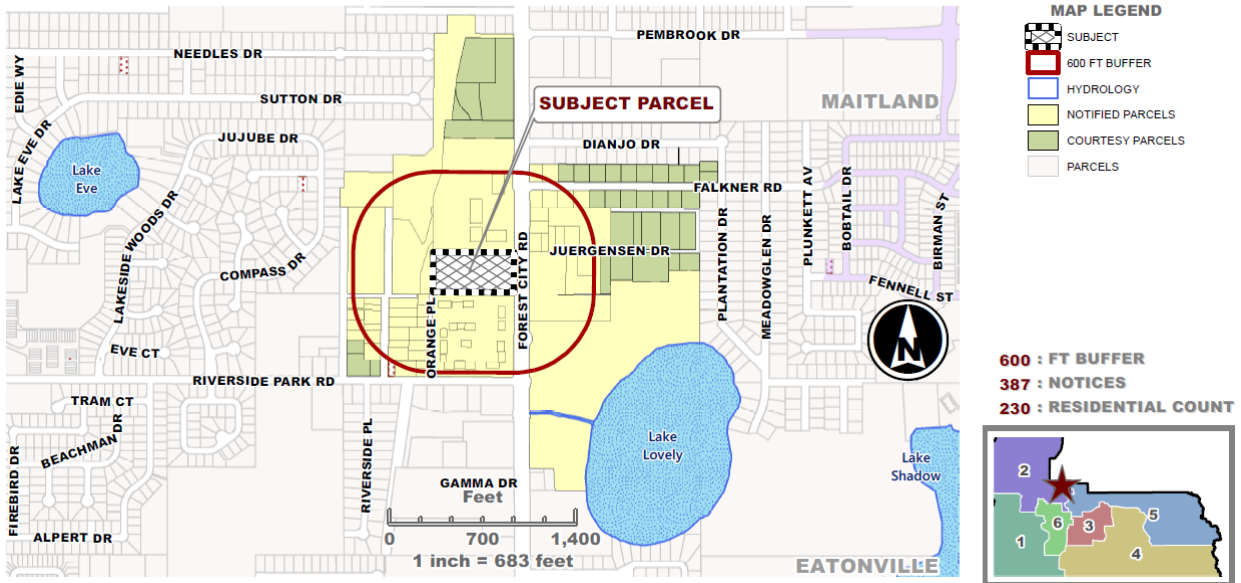 NEEDLES DR
PEMBROOK DR
EDIE WY
SUTTON DR
SUBJECT PARCEL
MAITLAND
LAKE EVE DR
JUJUBE DR
DIANJO DR
Lake
Eve
FALKNER RD
LAKESIDE WOODS DR
COMPASS DR
FOREST CITY RD
JUERGENSEN DR
PLANTATION DR
MEADOWGLEN DR
PLUNKETT AV
BOBTAIL DR
BIRMAN ST
FENNELL ST
ORANGE PL
EVE CT
RIVERSIDE PARK RD
TRAM CT
BEACHMAN DR
FIREBIRD DR
RIVERSIDE PL
ALPERT DR
GAMMA DR
Lake
Lovely
Lake
Shadow
EATONVILLE
Feet
0 700 1,400
1 inch = 683 feet
N
MAP LEGEND
SUBJECT
600 FT BUFFER
HYDROLOGY
NOTIFIED PARCELS
COURTESY PARCELS
PARCELS
600 : FT BUFFER
387 : NOTICES
230 : RESIDENTIAL COUNT
2
5
6
3
1
4